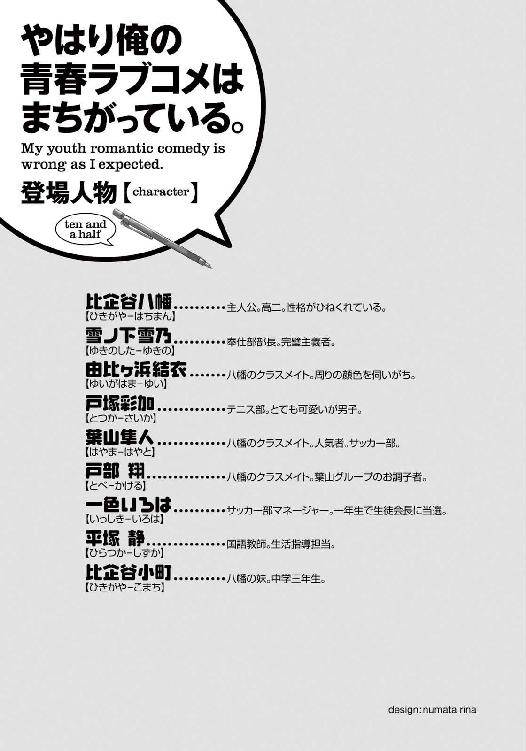 やはり俺の
青春ラブコメは
まちがっている。
My youth romantic comedy is
wrong as I expected.
登場人物【character】
ten and
a half
比企谷八幡..........主人公。高二。性格がひねくれている。
【ひきがや−はちまん】
雪ノ下雪乃..........奉仕部部長。完璧主義者。
【ゆきのした−ゆきの】
由比ヶ浜結衣.......八幡のクラスメイト。周りの顔色を伺いがち。
【ゆいがはま−ゆい】
戸塚彩加.............テニス部。とても可愛いが男子。
【とつか−さいか】
葉山隼人.............八幡のクラスメイト。人気者。サッカー部。
【はやま−はやと】
戸部 翔...............八幡のクラスメイト。葉山グループのお調子者。
【とべ−かける】
一色いろは..........サッカー部マネージャー。一年生で生徒会長に当選。
【いっしき−いろは】
平塚 静...............国語教師。生活指導担当。
【ひらつか−しずか】
比企谷小町..........八幡の妹。中学三年生。
【ひきがや−こまち】
design:numata rina